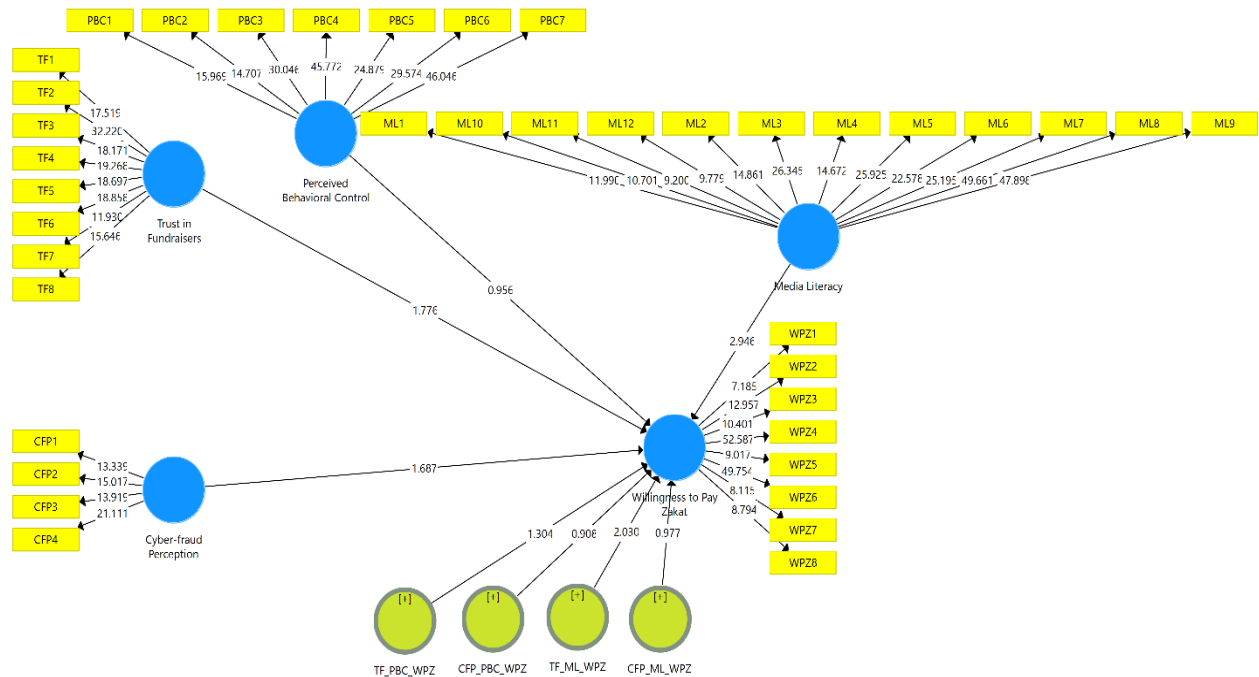 PBC1 PBC2 PBC3 PBC4 PBC5 PBC6 PBC7
15.969 14.707 30.046 45.772 24.879 29.574 46.046
TF1
TF2
TF3
TF4
TF5
TF6
TF7
TF8
17.519
32.220
18.171
19.268
18.697
18.858
11.930
15.646
Trust in
Fundraisers
Perceived
Behavioral Control
ML1 ML10 ML11 ML12 ML2 ML3 ML4 ML5 ML6 ML7 ML8 ML9
11.990 10.701 9.200 9.779 14.861 26.345 14.672 25.925 22.578 25.195 49.661 47.898
Media Literacy
0.956
1.776
2.946
WPZ1
WPZ2
WPZ3
WPZ4
WPZ5
WPZ6
WPZ7
WPZ8
7.185
12.957
10.401
52.587
9.017
49.754
8.115
8.794
Willingness to Pay
Zakat
CFP1
CFP2
CFP3
CFP4
13.339
15.017
13.919
21.111
Cyber-fraud
Perception
1.687
1.304 0.906 2.030 0.977
[+] [+] [+] [+]
TF_PBC_WPZ CFP_PBC_WPZ TF_ML_WPZ CFP_ML_WPZ